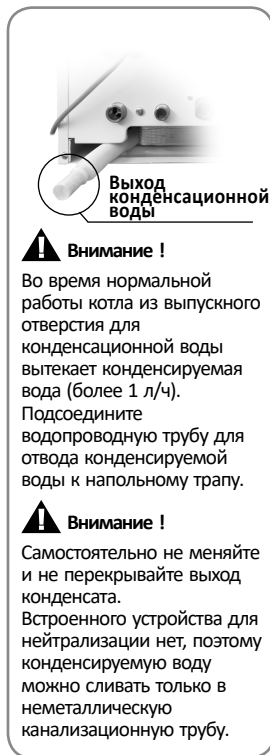 Выход
конденсационной
воды
Внимание !
Во время нормальной
работы котла из выпускного
отверстия для
конденсационной воды
вытекает конденсируемая
вода (более 1 л/ч).
Подсоедините
водопроводную трубу для
отвода конденсируемой
воды к напольному трапу.
Внимание !
Самостоятельно не меняйте
и не перекрывайте выход
конденсата.
Встроенного устройства для
нейтрализации нет, поэтому
конденсируемую воду
можно сливать только в
неметаллическую
канализационную трубу.